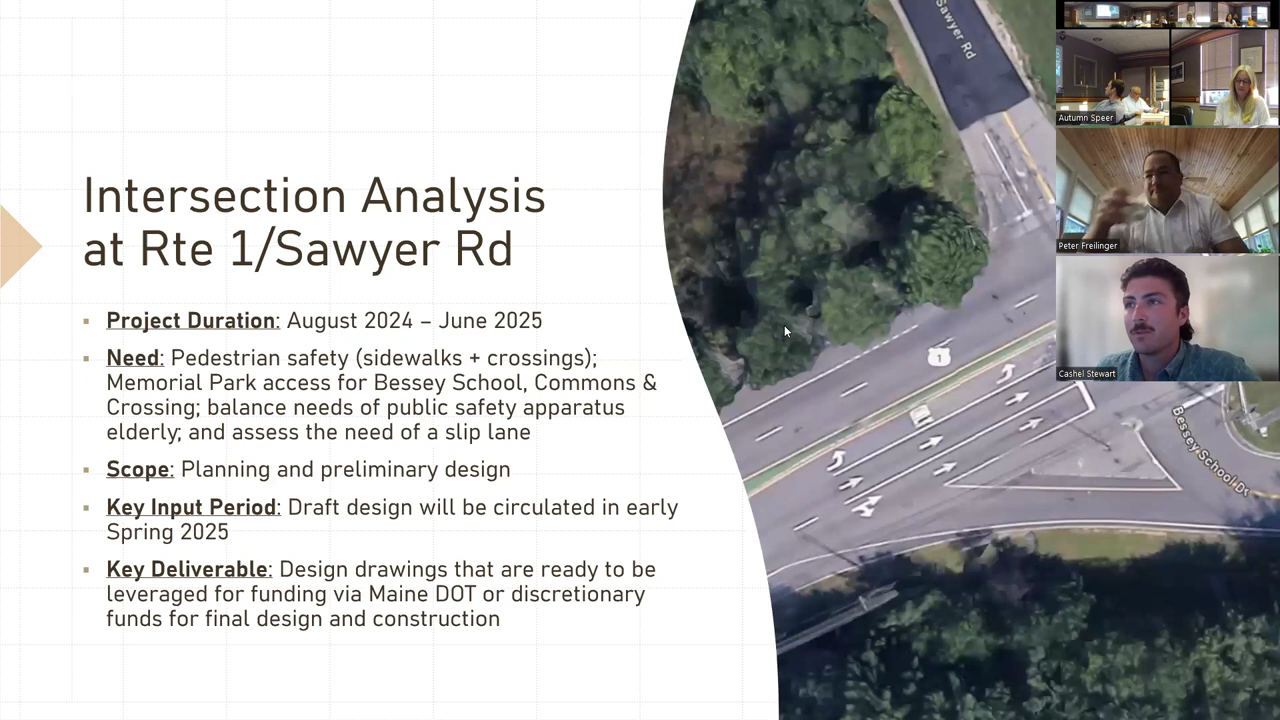 Intersection Analysis
at Rte 1/Sawyer Rd
Project Duration: August 2024 – June 2025
Need: Pedestrian safety (sidewalks + crossings);
Memorial Park access for Bessey School, Commons &
Crossing; balance needs of public safety apparatus
elderly; and assess the need of a slip lane
Scope: Planning and preliminary design
Key Input Period: Draft design will be circulated in early
Spring 2025
Key Deliverable: Design drawings that are ready to be
leveraged for funding via Maine DOT or discretionary
funds for final design and construction
Sawyer Rd
1
Bessey School Dr
Autumn Speer
Peter Freilinger
Cashel Stewart